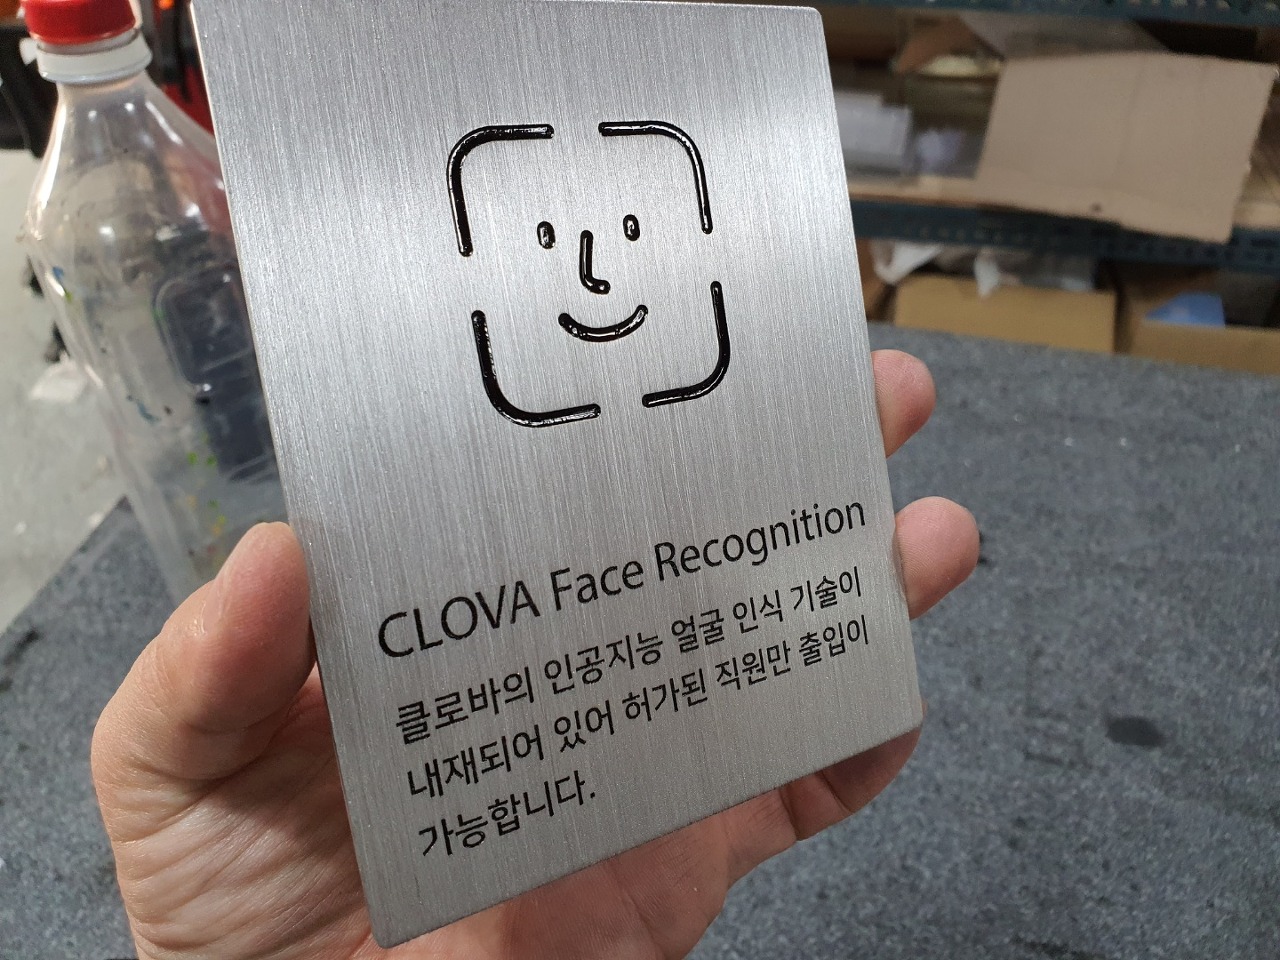 CLOVA Face Recognition
클로바의 인공지능 얼굴 인식 기술이
내재되어 있어 허가된 직원만 출입이
가능합니다.